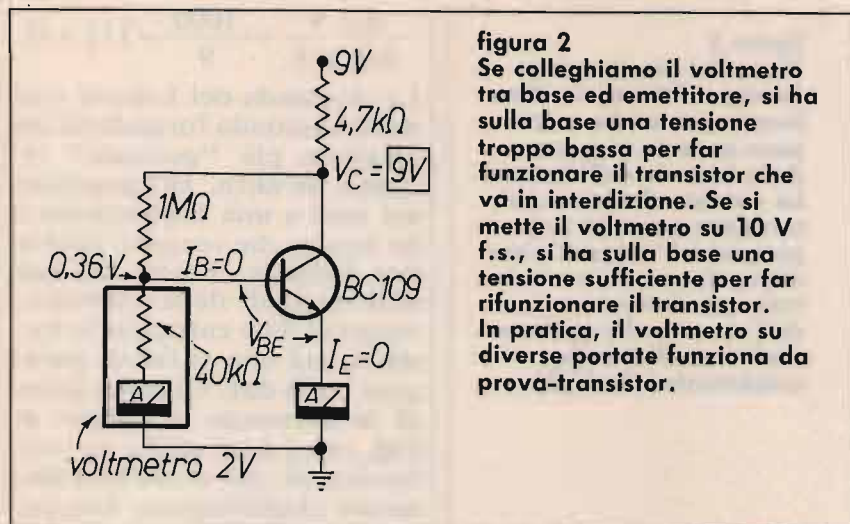 9V
4,7kΩ
V_C = 9V
1MΩ
0,36V
I_B=0
BC109
V_BE
I_E=0
40kΩ
A
A
voltmetro 2V
figura 2
Se colleghiamo il voltmetro
tra base ed emettitore, si ha
sulla base una tensione
troppo bassa per far
funzionare il transistor che
va in interdizione. Se si
mette il voltmetro su 10 V
f.s., si ha sulla base una
tensione sufficiente per far
rifunzionare il transistor.
In pratica, il voltmetro su
diverse portate funziona da
prova-transistor.